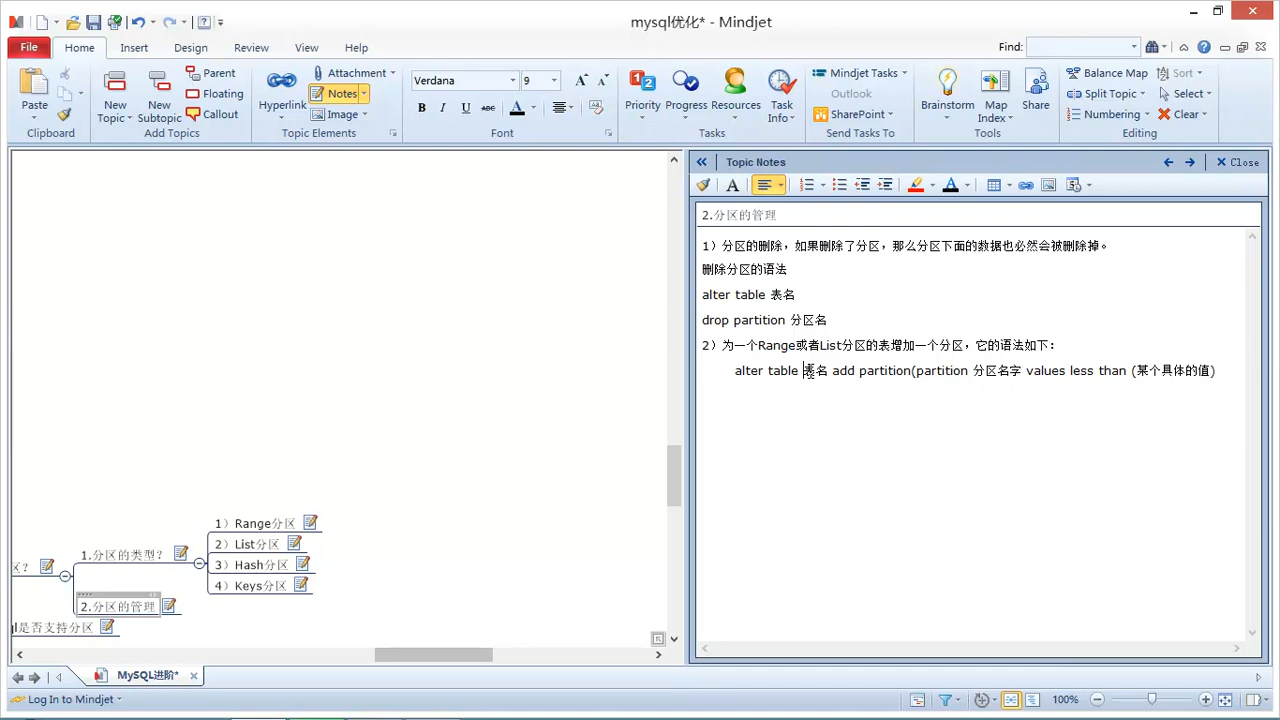 mysql优化* - Mindjet
File Home Insert Design Review View Help Find:
Paste
Clipboard
New Topic
New Subtopic
Parent
Floating
Callout
Add Topics
Hyperlink
Attachment
Notes
Image
Topic Elements
Verdana 9
B I U abc A
Font
Priority
Progress
Resources
Task Info
Tasks
Mindjet Tasks
Outlook
SharePoint
Send Tasks To
Brainstorm
Map Index
Share
Tools
Balance Map
Split Topic
Numbering
Sort
Select
Clear
Editing
Topic Notes Close
2.分区的管理
1）分区的删除，如果删除了分区，那么分区下面的数据也必然会被删除掉。
删除分区的语法
alter table 表名
drop partition 分区名
2）为一个Range或者List分区的表增加一个分区，它的语法如下：
alter table 表名 add partition(partition 分区名字 values less than (某个具体的值)
区？
1.分区的类型？
1）Range分区
2）List分区
3）Hash分区
4）Keys分区
2.分区的管理
l是否支持分区
MySQL进阶*
Log In to Mindjet
100%